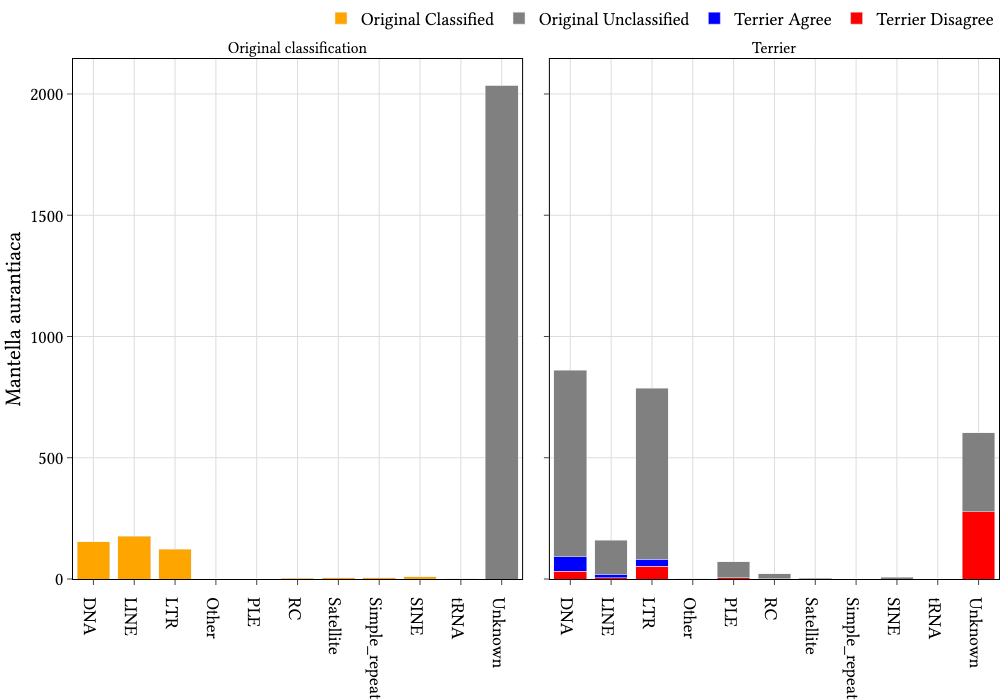 Original Classified Original Unclassified Terrier Agree Terrier Disagree
Original classification
Terrier
Mantella aurantiaca
2000
1500
1000
500
0
DNA
LINE
LTR
Other
PLE
RC
Satellite
Simple_repeat
SINE
tRNA
Unknown
DNA
LINE
LTR
Other
PLE
RC
Satellite
Simple_repeat
SINE
tRNA
Unknown